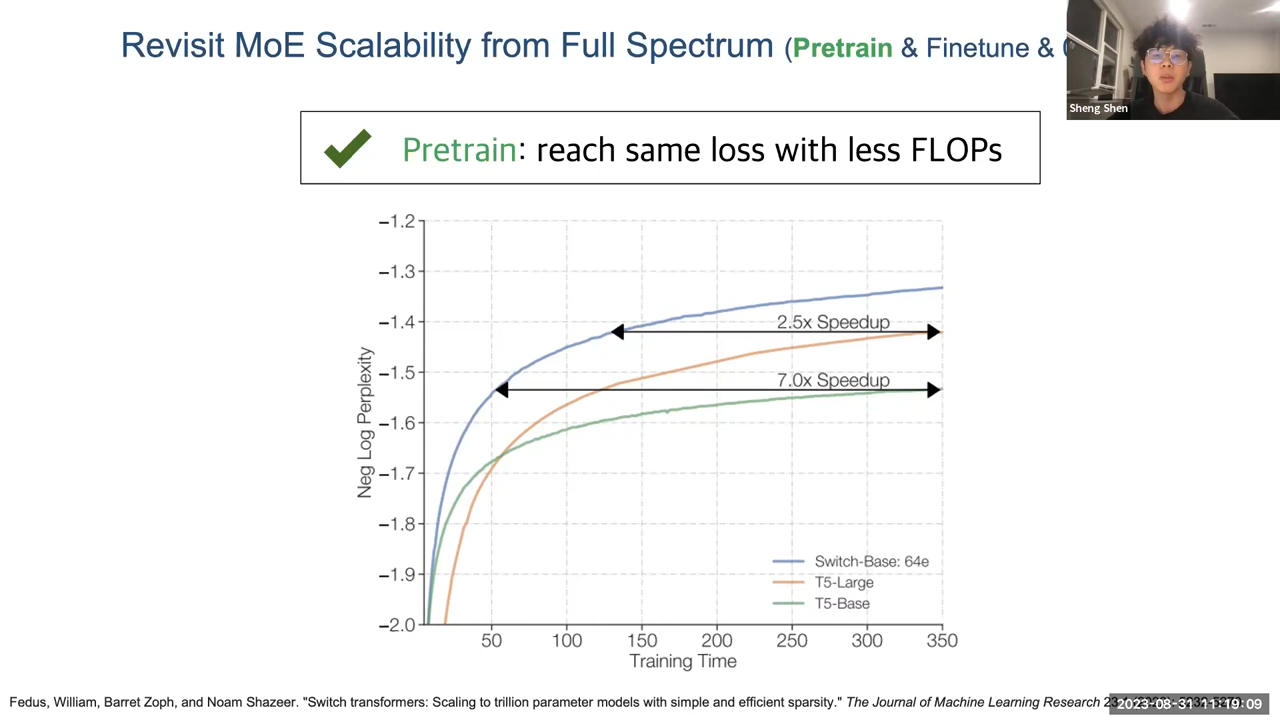 Revisit MoE Scalability from Full Spectrum (Pretrain & Finetune &
Sheng Shen
Pretrain: reach same loss with less FLOPs
−1.2
−1.3
−1.4
−1.5
−1.6
−1.7
−1.8
−1.9
−2.0
Neg Log Perplexity
2.5x Speedup
7.0x Speedup
Switch-Base: 64e
T5-Large
T5-Base
50 100 150 200 250 300 350
Training Time
Fedus, William, Barret Zoph, and Noam Shazeer. "Switch transformers: Scaling to trillion parameter models with simple and efficient sparsity." The Journal of Machine Learning Research
2023-08-31 11:19:09